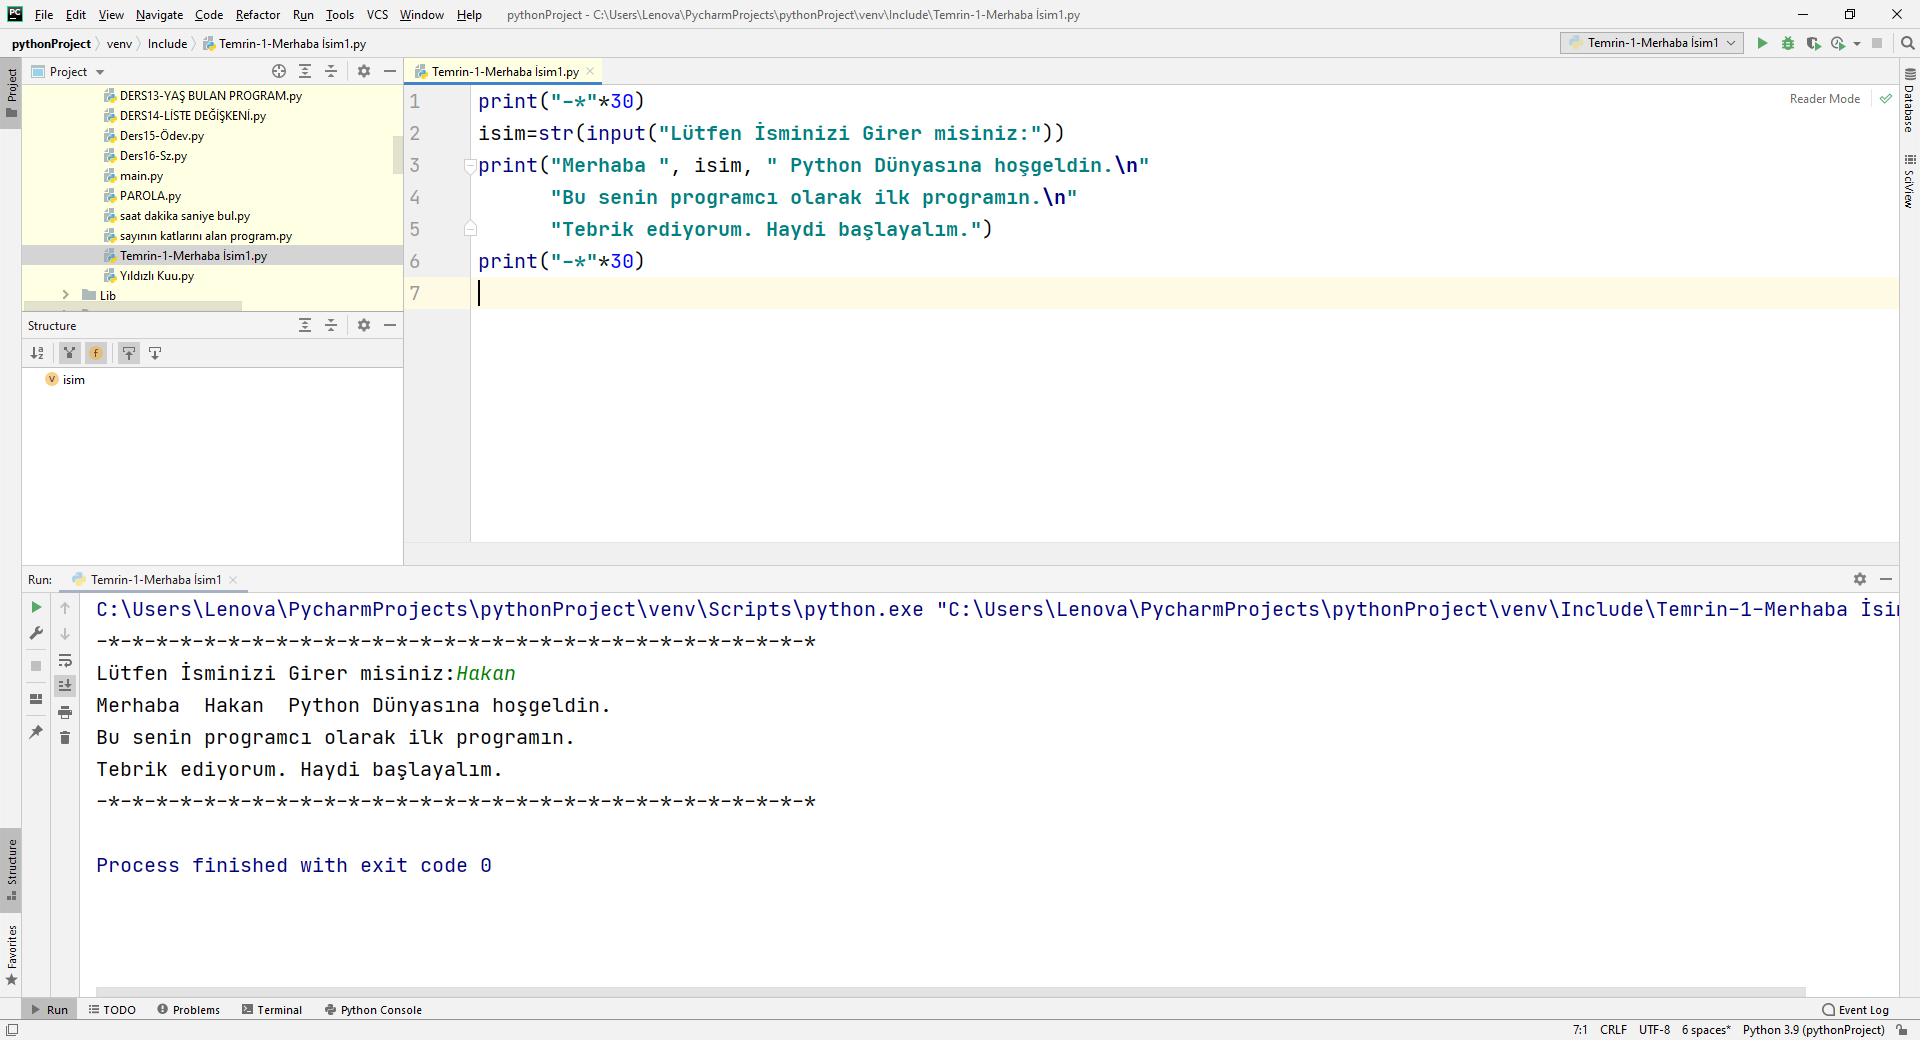 File Edit View Navigate Code Refactor Run Tools VCS Window Help pythonProject - C:\Users\Lenova\PycharmProjects\pythonProject\venv\Include\Temrin-1-Merhaba İsim1.py
pythonProject venv Include Temrin-1-Merhaba İsim1.py
Temrin-1-Merhaba İsim1
Project
Project
DERS13-YAŞ BULAN PROGRAM.py
DERS14-LİSTE DEĞİŞKENİ.py
Ders15-Ödev.py
Ders16-Sz.py
main.py
PAROLA.py
saat dakika saniye bul.py
sayının katlarını alan program.py
Temrin-1-Merhaba İsim1.py
Yıldızlı Kuu.py
Lib
Structure
isim
Temrin-1-Merhaba İsim1.py
Reader Mode
1 print("-*"*30)
2 isim=str(input("Lütfen İsminizi Girer misiniz:"))
3 print("Merhaba ", isim, " Python Dünyasına hoşgeldin.\n"
4 "Bu senin programcı olarak ilk programın.\n"
5 "Tebrik ediyorum. Haydi başlayalım.")
6 print("-*"*30)
7
Database
SciView
Run: Temrin-1-Merhaba İsim1
C:\Users\Lenova\PycharmProjects\pythonProject\venv\Scripts\python.exe "C:\Users\Lenova\PycharmProjects\pythonProject\venv\Include\Temrin-1-Merhaba İsi
-*-*-*-*-*-*-*-*-*-*-*-*-*-*-*-*-*-*-*-*-*-*-*-*-*-*-*-*-*-*
Lütfen İsminizi Girer misiniz:Hakan
Merhaba  Hakan  Python Dünyasına hoşgeldin.
Bu senin programcı olarak ilk programın.
Tebrik ediyorum. Haydi başlayalım.
-*-*-*-*-*-*-*-*-*-*-*-*-*-*-*-*-*-*-*-*-*-*-*-*-*-*-*-*-*-*
Process finished with exit code 0
Structure
Favorites
Run TODO Problems Terminal Python Console Event Log
7:1 CRLF UTF-8 6 spaces* Python 3.9 (pythonProject)